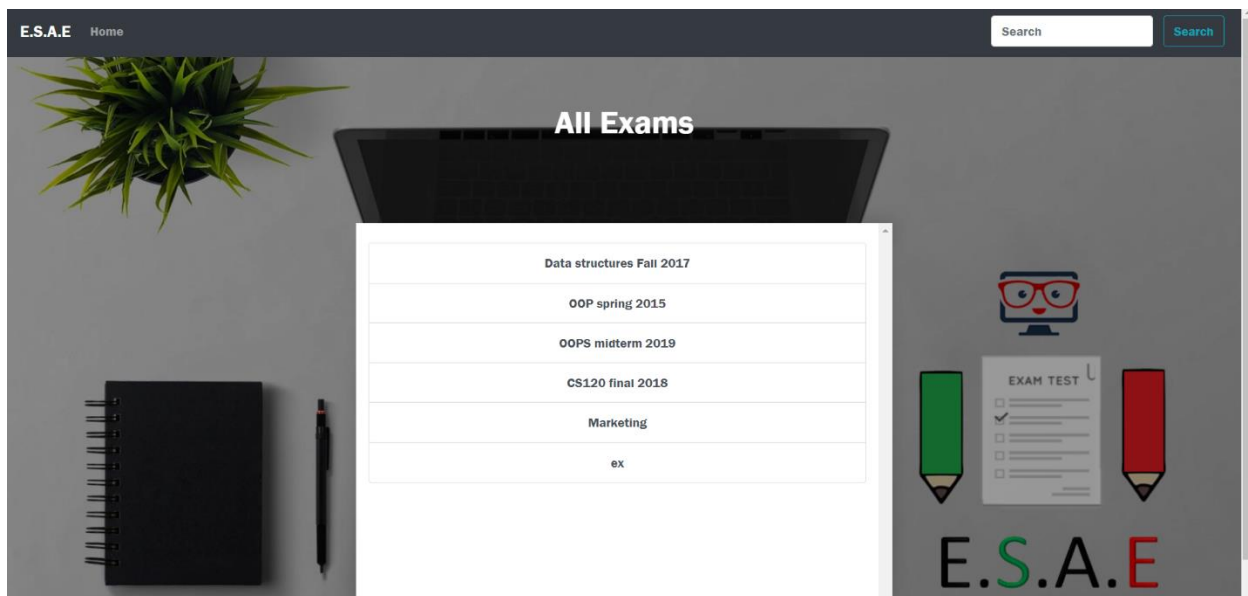 E.S.A.E Home Search Search
All Exams
Data structures Fall 2017
OOP spring 2015
OOPS midterm 2019
CS120 final 2018
Marketing
ex
EXAM TEST
E.S.A.E